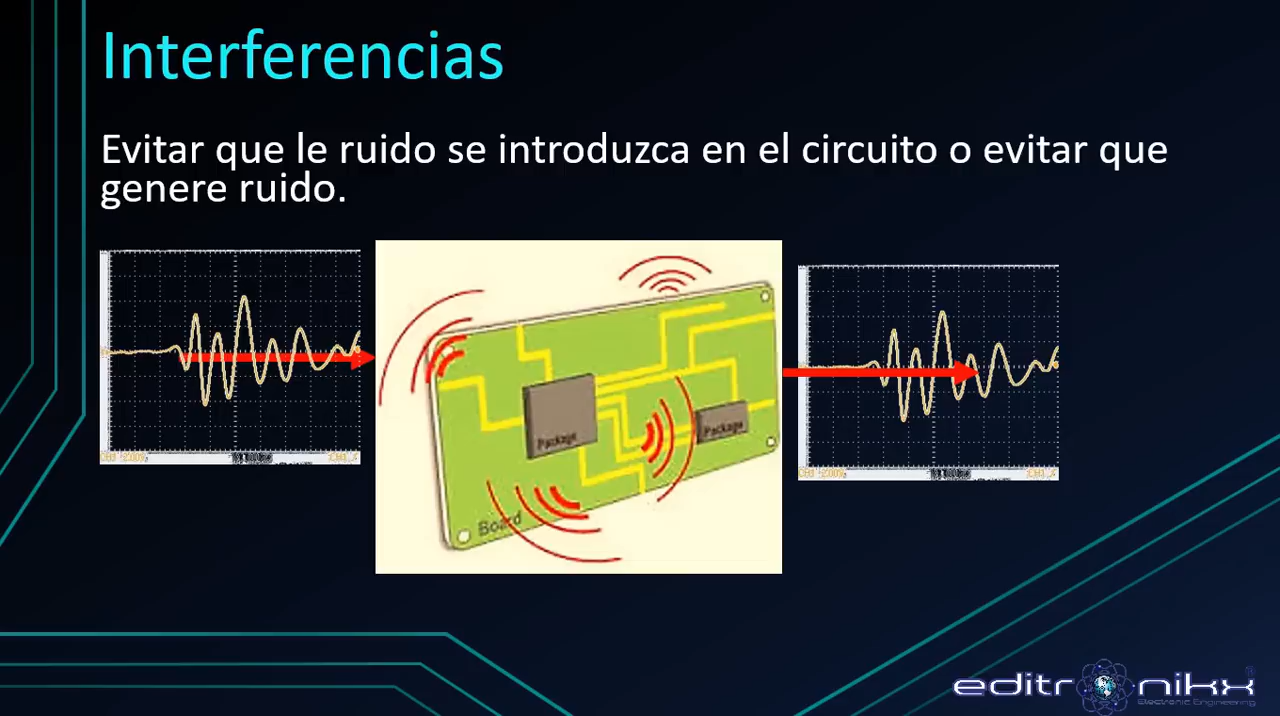 Interferencias
Evitar que le ruido se introduzca en el circuito o evitar que
genere ruido.
Package
Package
Board
editronikx
Electronic Engineering